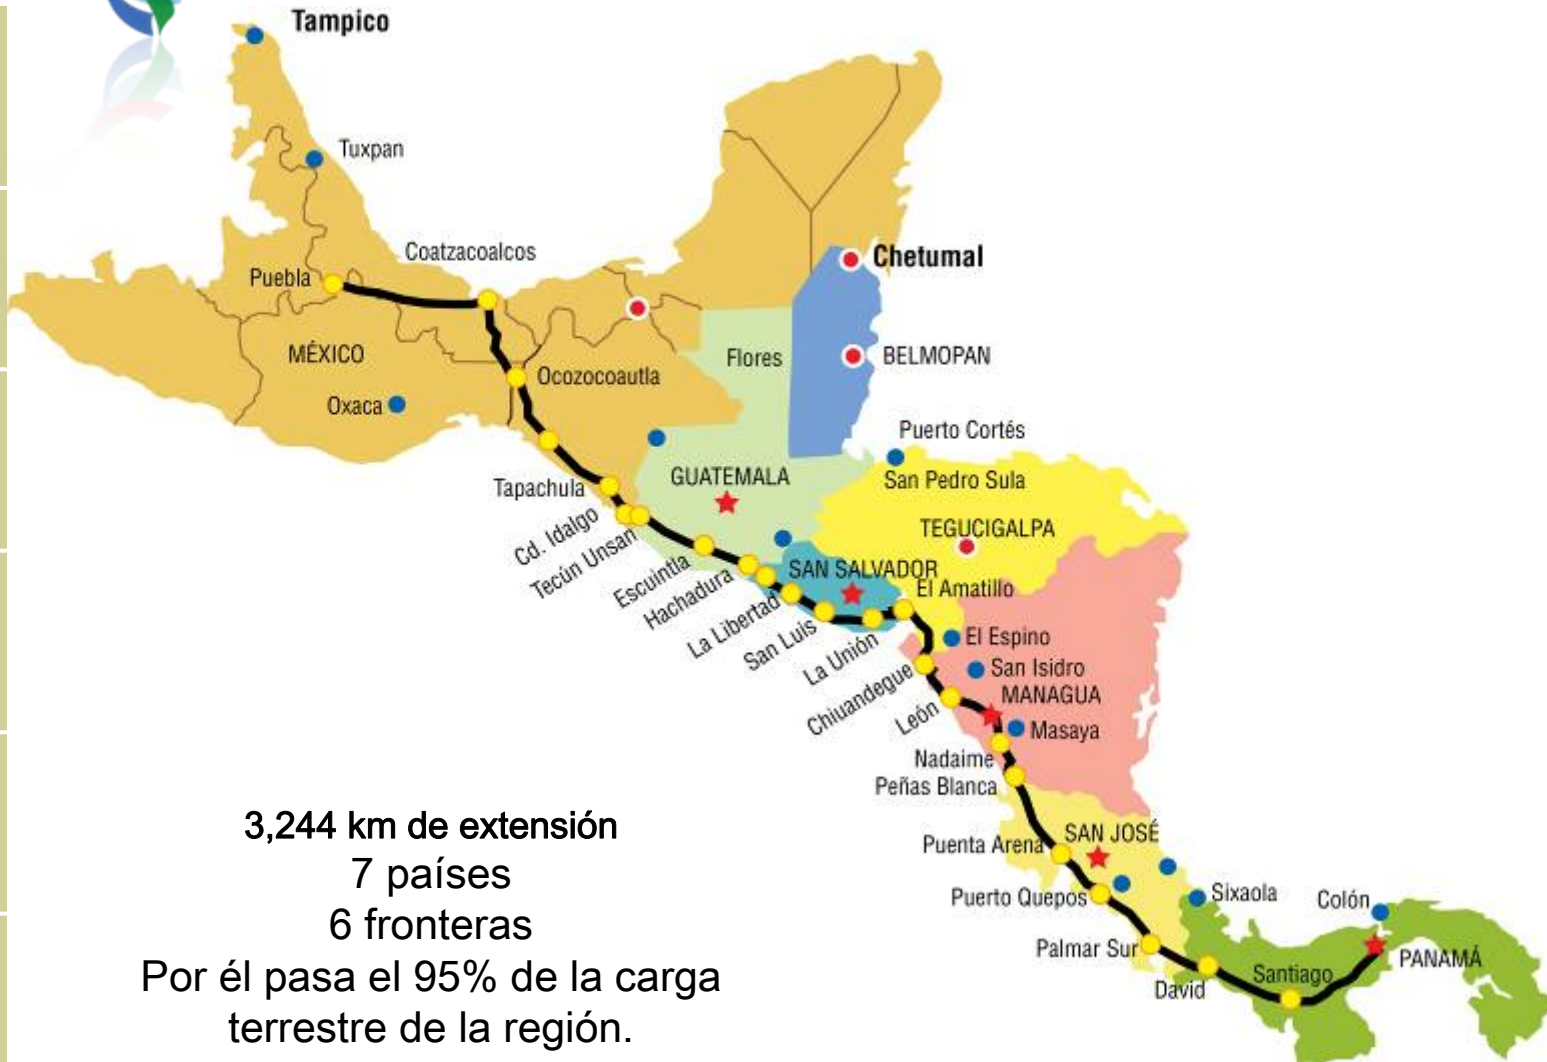 Tampico
Tuxpan
Coatzacoalcos
Puebla
Chetumal
MÉXICO
Flores
BELMOPAN
Ocozocoautla
Oxaca
Puerto Cortés
GUATEMALA
San Pedro Sula
Tapachula
TEGUCIGALPA
Cd. Idalgo
Tecún Unsan
SAN SALVADOR
Escuintla
El Amatillo
Hachadura
La Libertad
San Luis
El Espino
La Unión
San Isidro
Chiuandegue
MANAGUA
León
Masaya
Nadaime
Peñas Blanca
3,244 km de extensión
7 países
6 fronteras
Por él pasa el 95% de la carga
terrestre de la región.
Puenta Arena
SAN JOSÉ
Puerto Quepos
Sixaola
Colón
Palmar Sur
PANAMÁ
David
Santiago